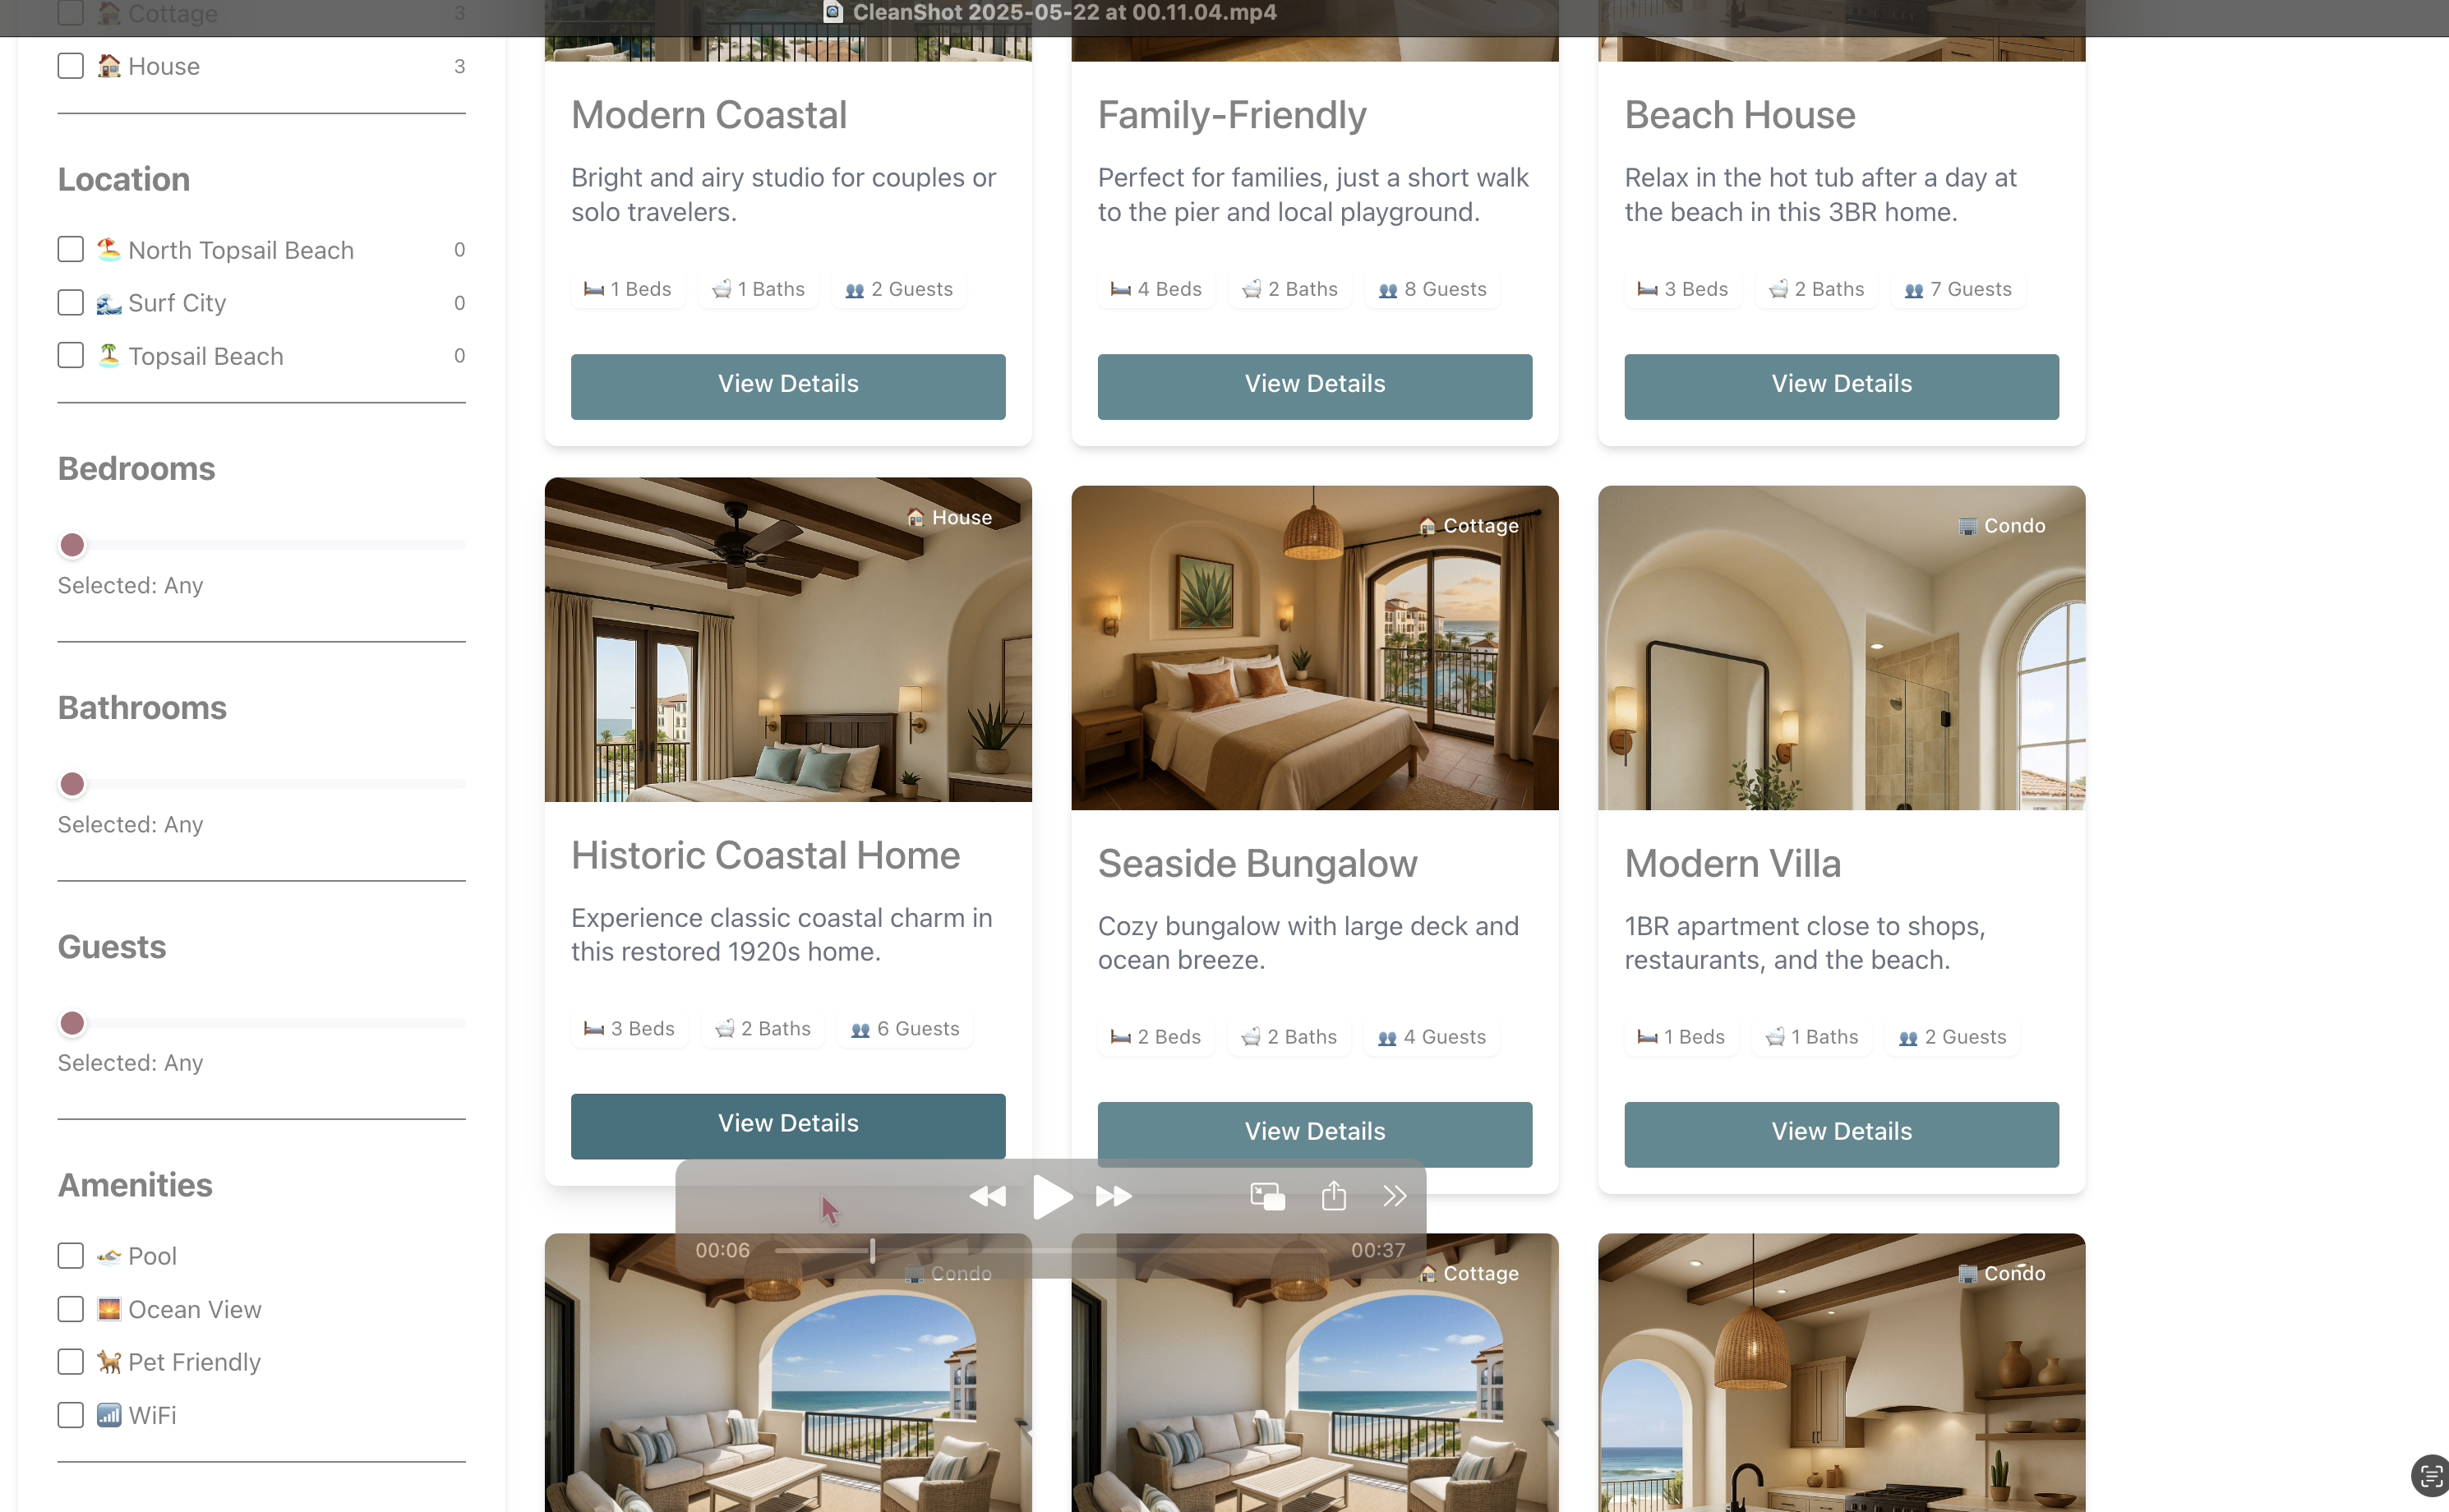 CleanShot 2025-05-22 at 00.11.04.mp4
Cottage 3
House 3
Location
North Topsail Beach 0
Surf City 0
Topsail Beach 0
Bedrooms
Selected: Any
Bathrooms
Selected: Any
Guests
Selected: Any
Amenities
Pool
Ocean View
Pet Friendly
WiFi
Modern Coastal
Bright and airy studio for couples or
solo travelers.
1 Beds 1 Baths 2 Guests
View Details
Family-Friendly
Perfect for families, just a short walk
to the pier and local playground.
4 Beds 2 Baths 8 Guests
View Details
Beach House
Relax in the hot tub after a day at
the beach in this 3BR home.
3 Beds 2 Baths 7 Guests
View Details
House
Historic Coastal Home
Experience classic coastal charm in
this restored 1920s home.
3 Beds 2 Baths 6 Guests
View Details
Cottage
Seaside Bungalow
Cozy bungalow with large deck and
ocean breeze.
2 Beds 2 Baths 4 Guests
View Details
Condo
Modern Villa
1BR apartment close to shops,
restaurants, and the beach.
1 Beds 1 Baths 2 Guests
View Details
00:06 00:37
Condo
Cottage
Condo